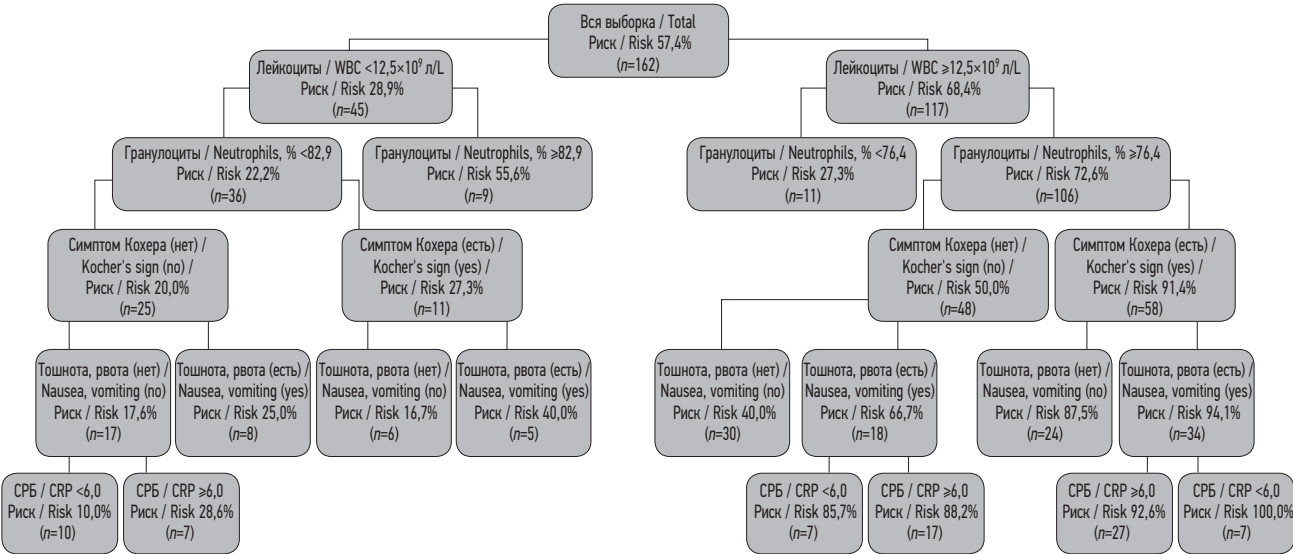 Вся выборка / Total
Риск / Risk 57,4%
(n=162)
Лейкоциты / WBC <12,5×10⁹ л/L
Риск / Risk 28,9%
(n=45)
Лейкоциты / WBC ≥12,5×10⁹ л/L
Риск / Risk 68,4%
(n=117)
Гранулоциты / Neutrophils, % <82,9
Риск / Risk 22,2%
(n=36)
Гранулоциты / Neutrophils, % ≥82,9
Риск / Risk 55,6%
(n=9)
Гранулоциты / Neutrophils, % <76,4
Риск / Risk 27,3%
(n=11)
Гранулоциты / Neutrophils, % ≥76,4
Риск / Risk 72,6%
(n=106)
Симптом Кохера (нет) /
Kocher's sign (no) /
Риск / Risk 20,0%
(n=25)
Симптом Кохера (есть) /
Kocher's sign (yes) /
Риск / Risk 27,3%
(n=11)
Симптом Кохера (нет) /
Kocher's sign (no) /
Риск / Risk 50,0%
(n=48)
Симптом Кохера (есть) /
Kocher's sign (yes) /
Риск / Risk 91,4%
(n=58)
Тошнота, рвота (нет) /
Nausea, vomiting (no)
Риск / Risk 17,6%
(n=17)
Тошнота, рвота (есть) /
Nausea, vomiting (yes)
Риск / Risk 25,0%
(n=8)
Тошнота, рвота (нет) /
Nausea, vomiting (no)
Риск / Risk 16,7%
(n=6)
Тошнота, рвота (есть) /
Nausea, vomiting (yes)
Риск / Risk 40,0%
(n=5)
Тошнота, рвота (нет) /
Nausea, vomiting (no)
Риск / Risk 40,0%
(n=30)
Тошнота, рвота (есть) /
Nausea, vomiting (yes)
Риск / Risk 66,7%
(n=18)
Тошнота, рвота (нет) /
Nausea, vomiting (no)
Риск / Risk 87,5%
(n=24)
Тошнота, рвота (есть) /
Nausea, vomiting (yes)
Риск / Risk 94,1%
(n=34)
СРБ / CRP <6,0
Риск / Risk 10,0%
(n=10)
СРБ / CRP ≥6,0
Риск / Risk 28,6%
(n=7)
СРБ / CRP <6,0
Риск / Risk 85,7%
(n=7)
СРБ / CRP ≥6,0
Риск / Risk 88,2%
(n=17)
СРБ / CRP ≥6,0
Риск / Risk 92,6%
(n=27)
СРБ / CRP <6,0
Риск / Risk 100,0%
(n=7)